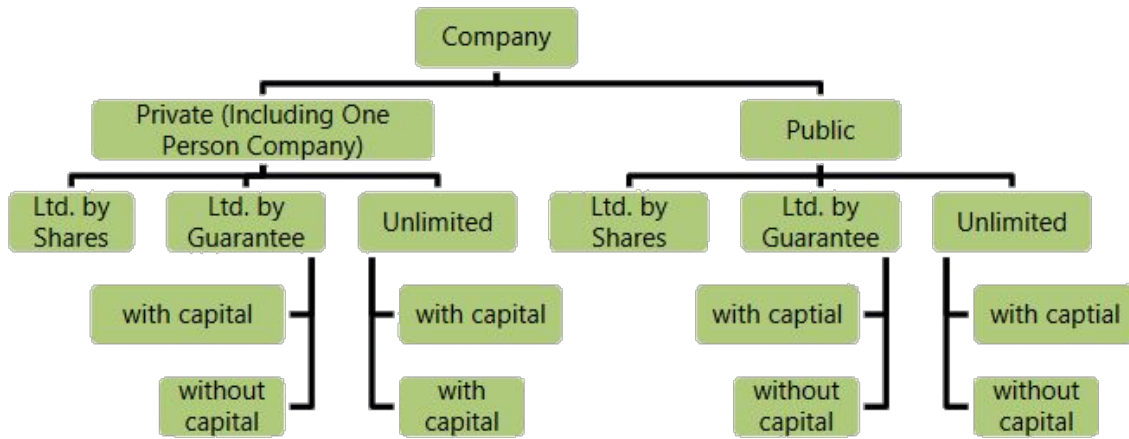 Company
Private (Including One
Person Company)
Public
Ltd. by
Shares
Ltd. by
Guarantee
Unlimited
Ltd. by
Shares
Ltd. by
Guarantee
Unlimited
with capital
with capital
with captial
with captial
without
capital
with
capital
without
capital
without
capital